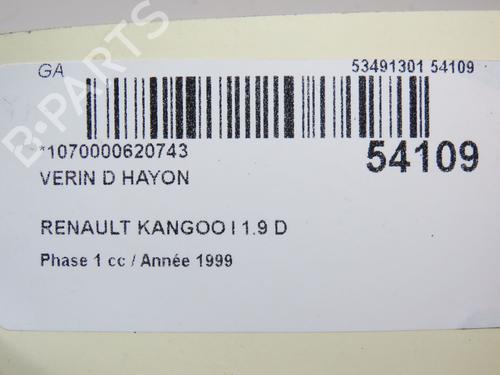 GA
53491301 54109
*1070000620743
54109
VERIN D HAYON
RENAULT KANGOO I 1.9 D
Phase 1 cc / Année 1999
B-PARTS